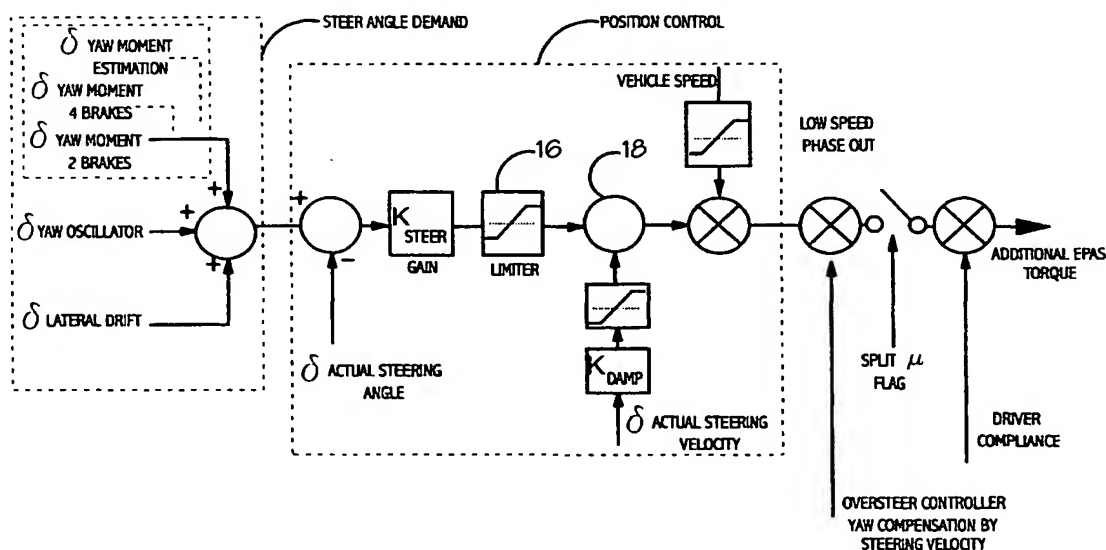 STEER ANGLE DEMAND
POSITION CONTROL
δ YAW MOMENT
ESTIMATION
δ YAW MOMENT
4 BRAKES
δ YAW MOMENT
2 BRAKES
+
+
δ YAW OSCILLATOR
+
δ LATERAL DRIFT
+
-
δ ACTUAL STEERING
ANGLE
K
STEER
GAIN
16
LIMITER
18
K
DAMP
δ ACTUAL STEERING
VELOCITY
VEHICLE SPEED
LOW SPEED
PHASE OUT
OVERSTEER CONTROLLER
YAW COMPENSATION BY
STEERING VELOCITY
SPLIT μ
FLAG
DRIVER
COMPLIANCE
ADDITIONAL EPAS
TORQUE